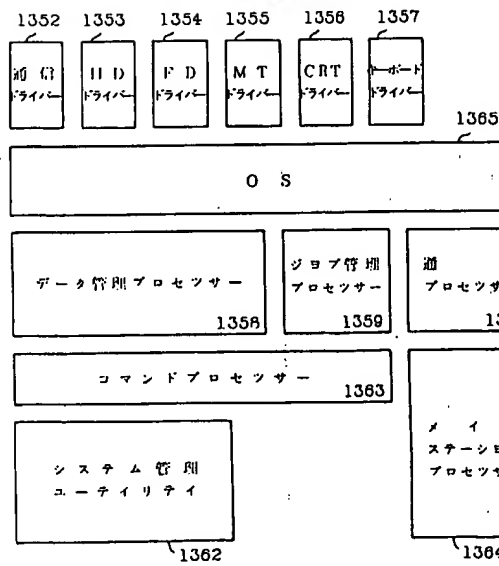 1352 1353 1354 1355 1356 1357
通信 HD FD MT CRT キーボード
ドライバー ドライバー ドライバー ドライバー ドライバー ドライバー
1365
OS
データ管理プロセッサー
1358
ジョブ管理
プロセッサー
1359
通
プロセッサ
13
コマンドプロセッサー
1363
システム管理
ユーティリティ
1362
メイ
ステーショ
プロセッサ
1364